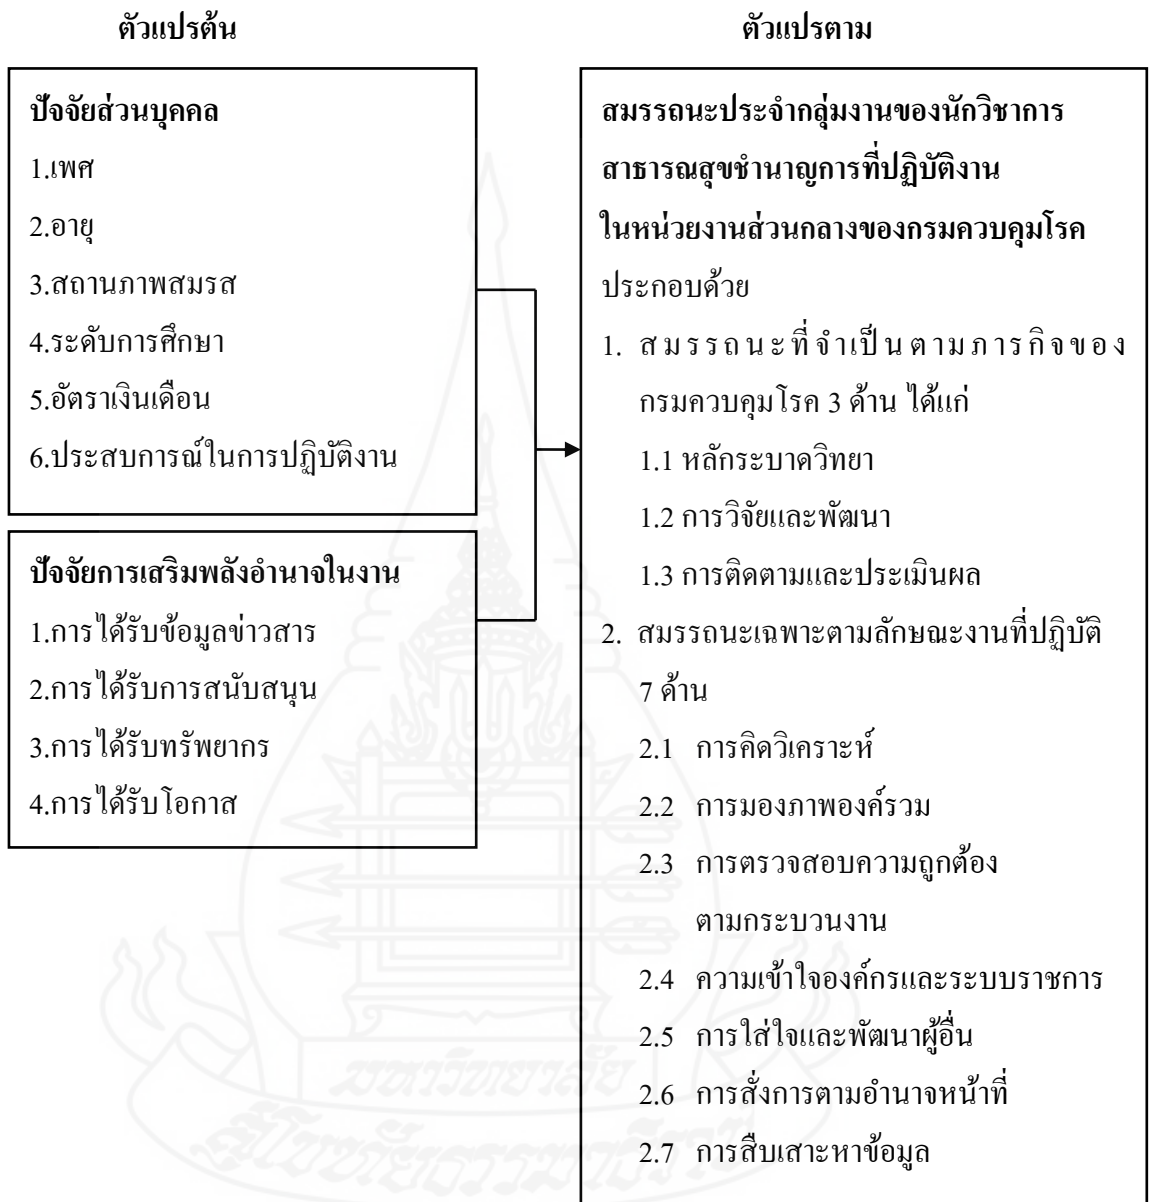 ตัวแปรต้น
ตัวแปรตาม
ปัจจัยส่วนบุคคล
1.เพศ
2.อายุ
3.สถานภาพสมรส
4.ระดับการศึกษา
5.อัตราเงินเดือน
6.ประสบการณ์ในการปฏิบัติงาน
ปัจจัยการเสริมพลังอำนาจในงาน
1.การได้รับข้อมูลข่าวสาร
2.การได้รับการสนับสนุน
3.การได้รับทรัพยากร
4.การได้รับโอกาส
สมรรถนะประจำกลุ่มงานของนักวิชาการ
สาธารณสุขชำนาญการที่ปฏิบัติงาน
ในหน่วยงานส่วนกลางของกรมควบคุมโรค
ประกอบด้วย
1. สมรรถนะที่จำเป็นตามภารกิจของ
กรมควบคุมโรค 3 ด้าน ได้แก่
1.1 หลักระบาดวิทยา
1.2 การวิจัยและพัฒนา
1.3 การติดตามและประเมินผล
2. สมรรถนะเฉพาะตามลักษณะงานที่ปฏิบัติ
7 ด้าน
2.1 การคิดวิเคราะห์
2.2 การมองภาพองค์รวม
2.3 การตรวจสอบความถูกต้อง
ตามกระบวนงาน
2.4 ความเข้าใจองค์กรและระบบราชการ
2.5 การใส่ใจและพัฒนาผู้อื่น
2.6 การสั่งการตามอำนาจหน้าที่
2.7 การสืบเสาะหาข้อมูล
มหาวิทยาลัย
สุโขทัยธรรมาธิราช